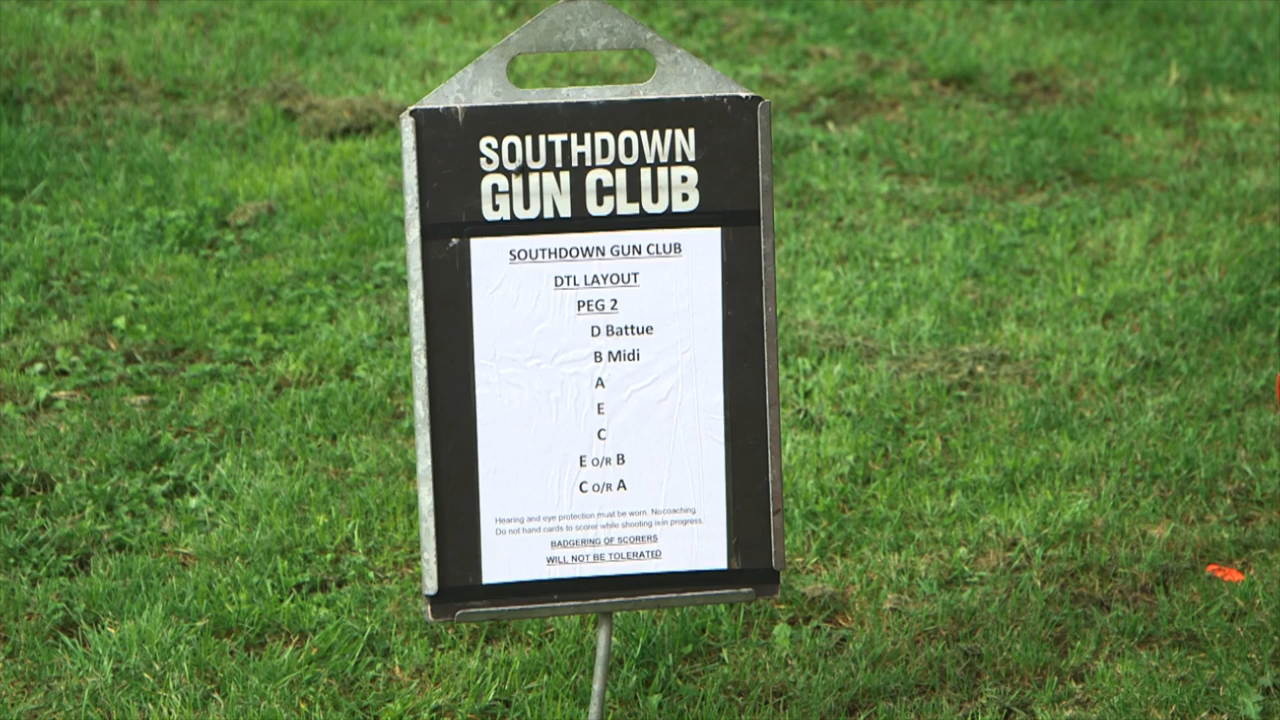 SOUTHDOWN
GUN CLUB
SOUTHDOWN GUN CLUB
DTL LAYOUT
PEG 2
D Battue
B Midi
A
E
C
E O/R B
C O/R A
Hearing and eye protection must be worn. No coaching.
Do not hand cards to scorer while shooting is in progress.
BADGERING OF SCORERS
WILL NOT BE TOLERATED